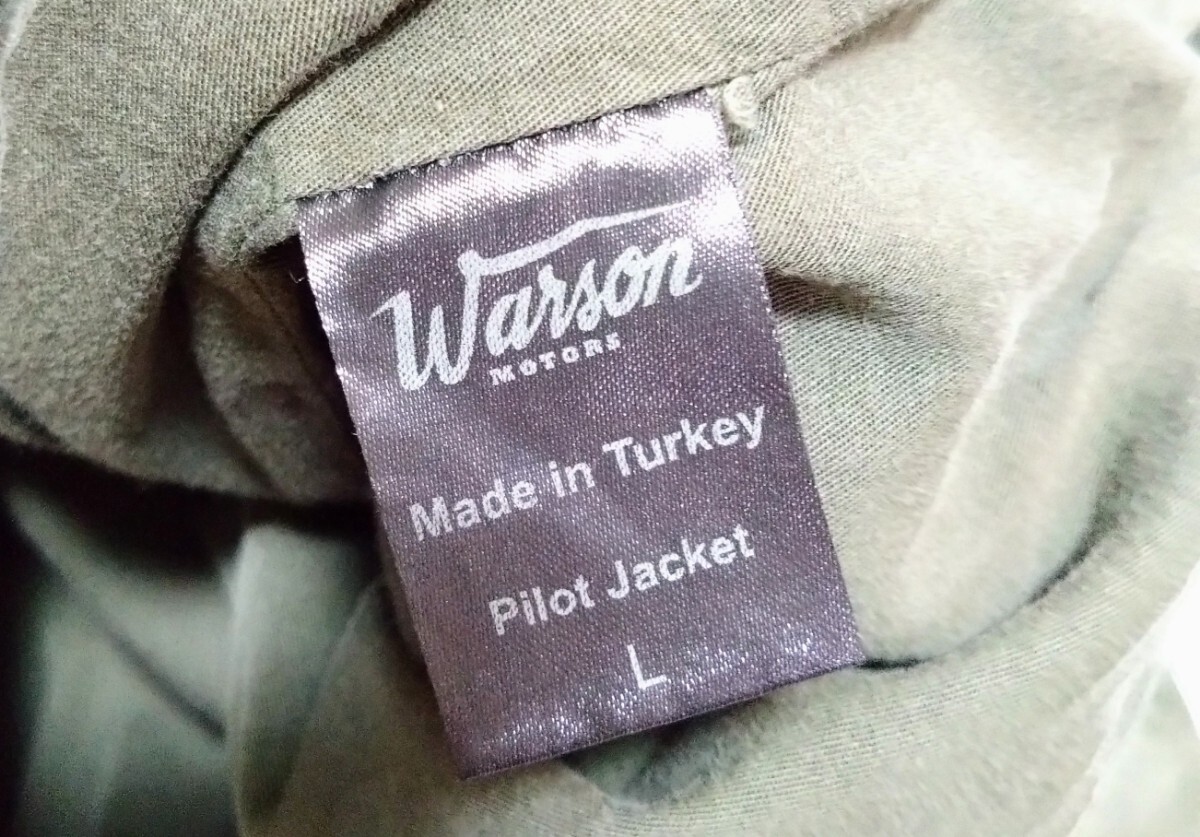 Warson
MOTORS
Made in Turkey
Pilot Jacket
L